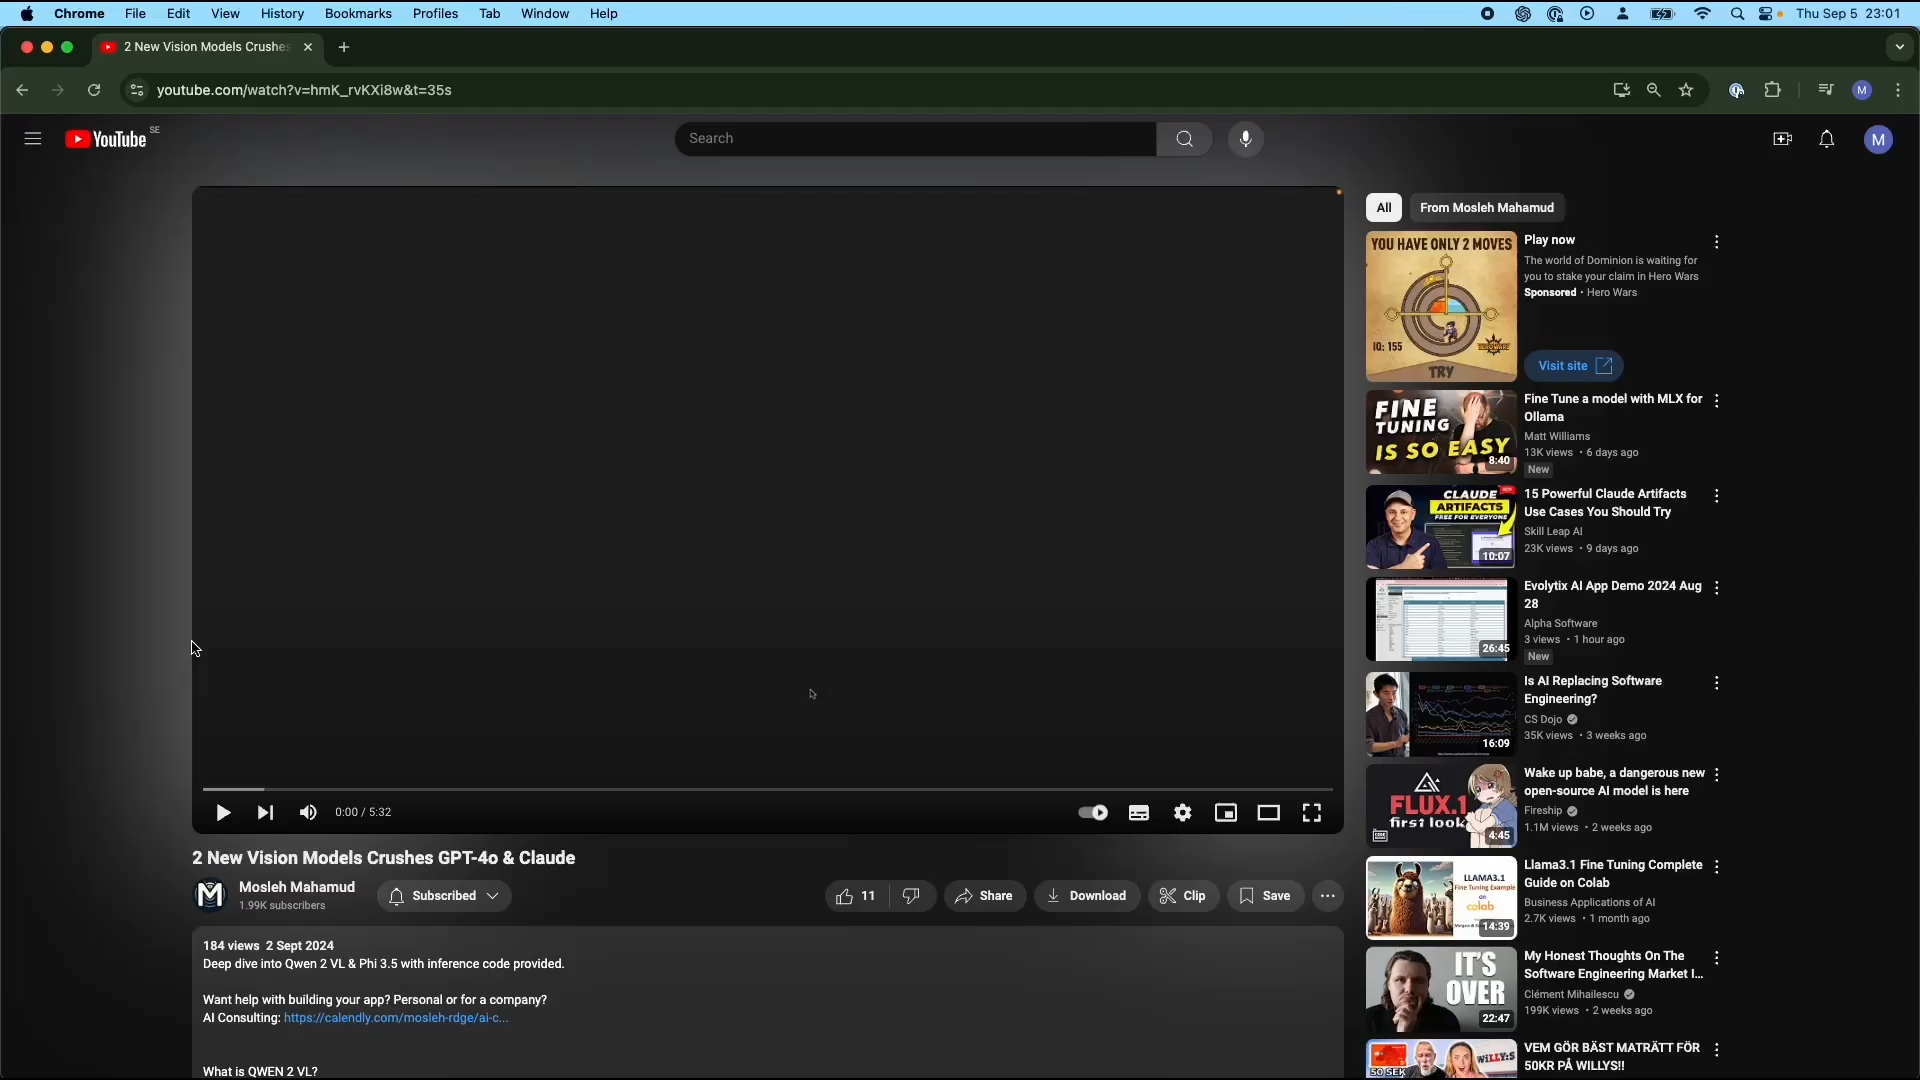 Chrome File Edit View History Bookmarks Profiles Tab Window Help
Thu Sep 5 23:01
2 New Vision Models Crushes
youtube.com/watch?v=hmK_rvKXi8w&t=35s
M
YouTube SE
Search
M
All From Mosleh Mahamud
YOU HAVE ONLY 2 MOVES
IQ: 155
TRY
Play now
The world of Dominion is waiting for
you to stake your claim in Hero Wars
Sponsored · Hero Wars
Visit site
FINE
TUNING
IS SO EASY
8:40
Fine Tune a model with MLX for
Ollama
Matt Williams
13K views · 6 days ago
New
CLAUDE
ARTIFACTS
FREE FOR EVERYONE
10:07
15 Powerful Claude Artifacts
Use Cases You Should Try
Skill Leap AI
23K views · 9 days ago
26:45
Evolytix AI App Demo 2024 Aug
28
Alpha Software
3 views · 1 hour ago
New
16:09
Is AI Replacing Software
Engineering?
CS Dojo
35K views · 3 weeks ago
FLUX.1
first look
4:45
Wake up babe, a dangerous new
open-source AI model is here
Fireship
1.1M views · 2 weeks ago
LLAMA3.1
Fine Tuning Example
on
colab
14:39
Llama3.1 Fine Tuning Complete
Guide on Colab
Business Applications of AI
2.7K views · 1 month ago
IT'S
OVER
22:47
My Honest Thoughts On The
Software Engineering Market I...
Clément Mihailescu
199K views · 2 weeks ago
50 SEK
WiLLY:S
VEM GÖR BÄST MATRÄTT FÖR
50KR PÅ WILLYS!!
0:00 / 5:32
2 New Vision Models Crushes GPT-4o & Claude
Mosleh Mahamud
1.99K subscribers
Subscribed
11 Share Download Clip Save
184 views 2 Sept 2024
Deep dive into Qwen 2 VL & Phi 3.5 with inference code provided.
Want help with building your app? Personal or for a company?
AI Consulting: https://calendly.com/mosleh-rdge/ai-c...
What is QWEN 2 VL?